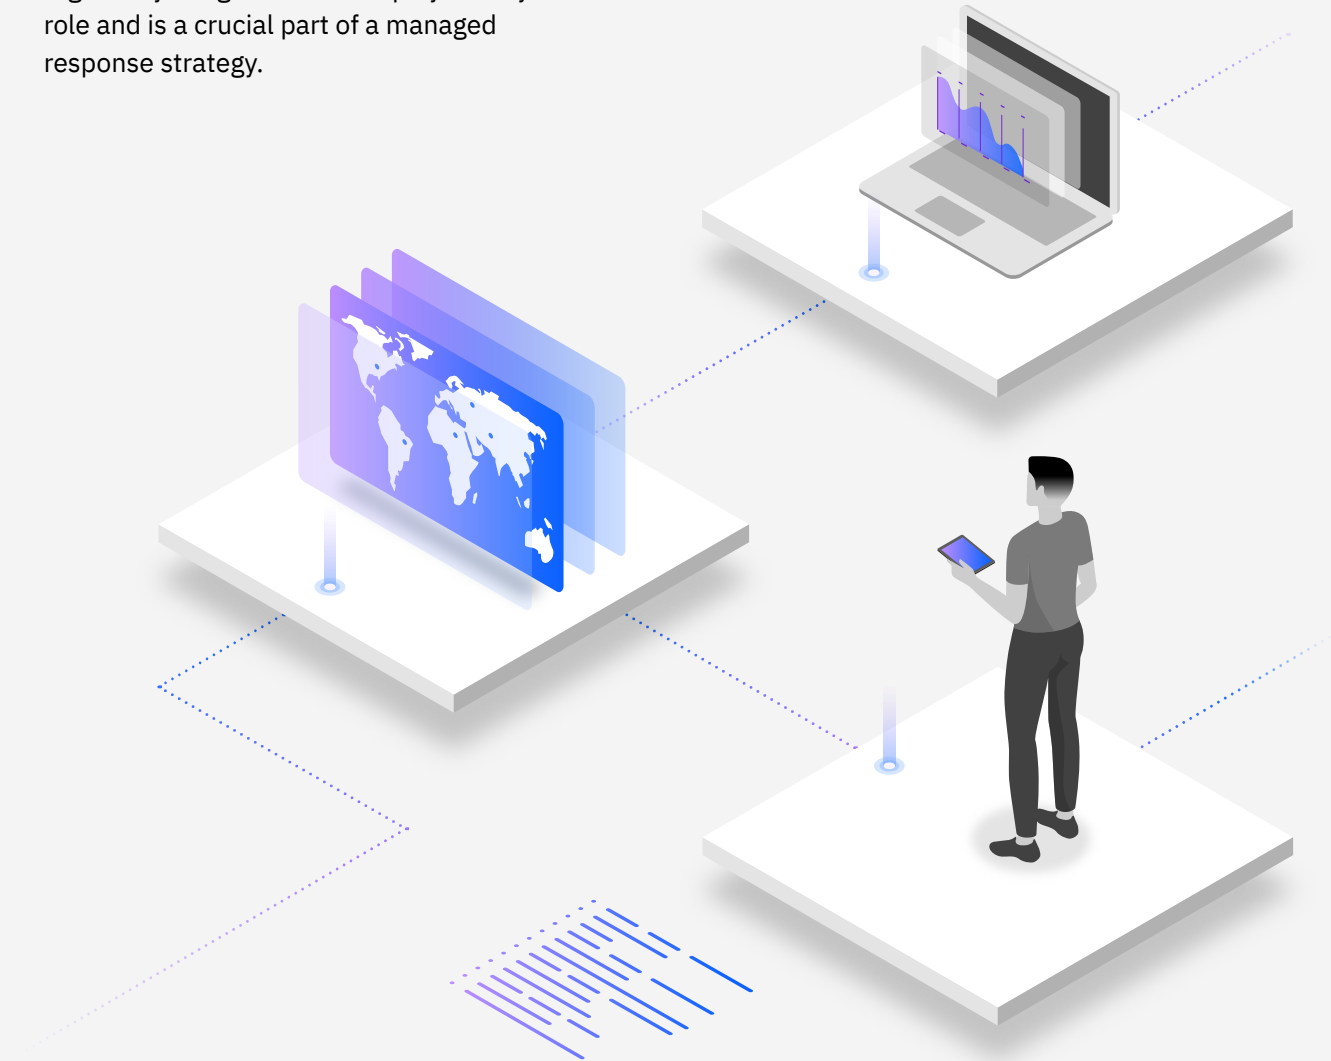 role and is a crucial part of a managed
response strategy.